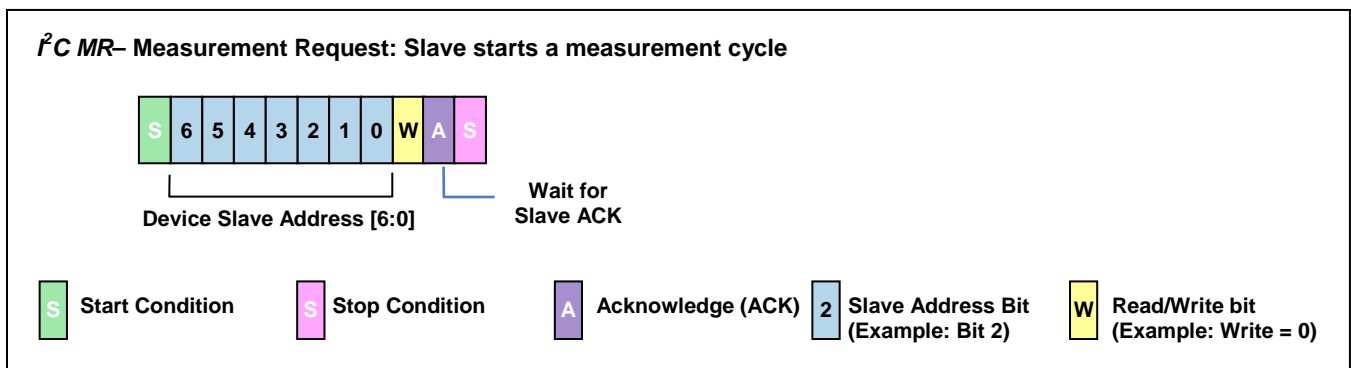 I²C MR– Measurement Request: Slave starts a measurement cycle
S 6 5 4 3 2 1 0 W A S
Device Slave Address [6:0]
Wait for
Slave ACK
S Start Condition
S Stop Condition
A Acknowledge (ACK)
2 Slave Address Bit
(Example: Bit 2)
W Read/Write bit
(Example: Write = 0)